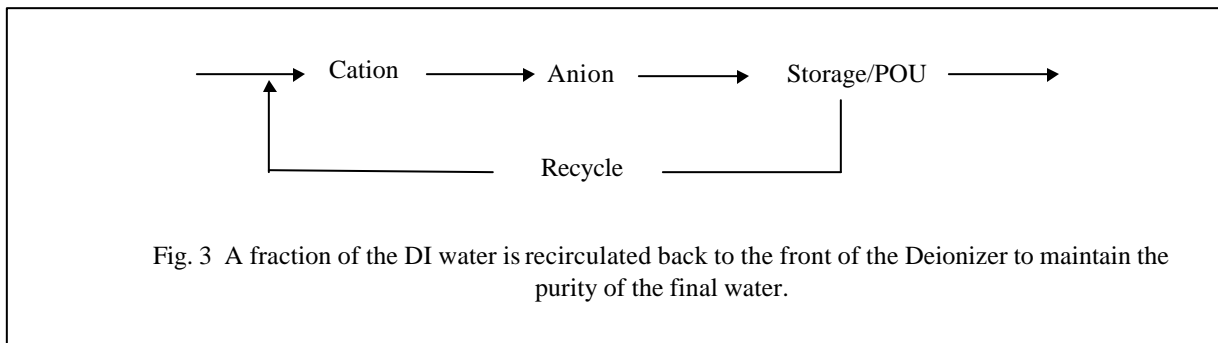 Cation Anion Storage/POU
Recycle
Fig. 3 A fraction of the DI water is recirculated back to the front of the Deionizer to maintain the
purity of the final water.